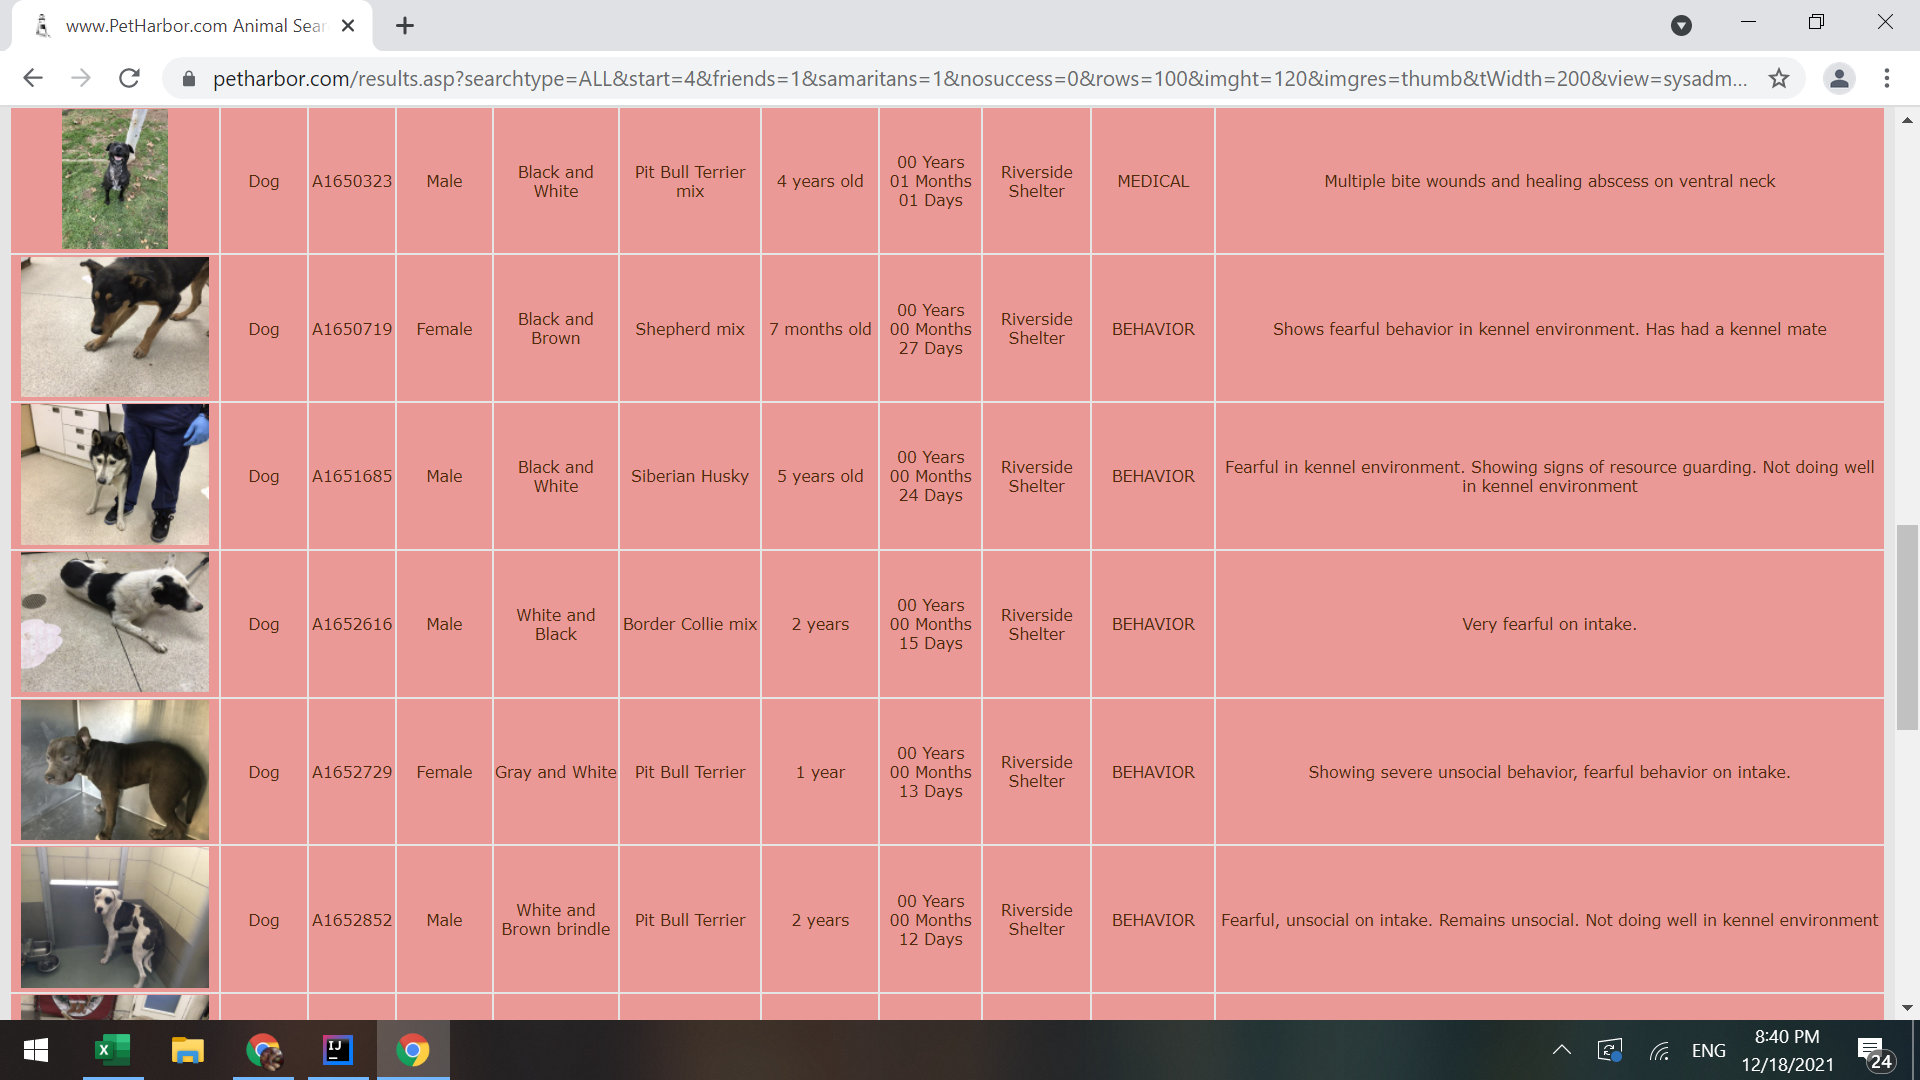 www.PetHarbor.com Animal Sear
petharbor.com/results.asp?searchtype=ALL&start=4&friends=1&samaritans=1&nosuccess=0&rows=100&imght=120&imgres=thumb&tWidth=200&view=sysadm...
Dog
A1650323
Male
Black and
White
Pit Bull Terrier
mix
4 years old
00 Years
01 Months
01 Days
Riverside
Shelter
MEDICAL
Multiple bite wounds and healing abscess on ventral neck
Dog
A1650719
Female
Black and
Brown
Shepherd mix
7 months old
00 Years
00 Months
27 Days
Riverside
Shelter
BEHAVIOR
Shows fearful behavior in kennel environment. Has had a kennel mate
Dog
A1651685
Male
Black and
White
Siberian Husky
5 years old
00 Years
00 Months
24 Days
Riverside
Shelter
BEHAVIOR
Fearful in kennel environment. Showing signs of resource guarding. Not doing well
in kennel environment
Dog
A1652616
Male
White and
Black
Border Collie mix
2 years
00 Years
00 Months
15 Days
Riverside
Shelter
BEHAVIOR
Very fearful on intake.
Dog
A1652729
Female
Gray and White
Pit Bull Terrier
1 year
00 Years
00 Months
13 Days
Riverside
Shelter
BEHAVIOR
Showing severe unsocial behavior, fearful behavior on intake.
Dog
A1652852
Male
White and
Brown brindle
Pit Bull Terrier
2 years
00 Years
00 Months
12 Days
Riverside
Shelter
BEHAVIOR
Fearful, unsocial on intake. Remains unsocial. Not doing well in kennel environment
X
IJ
ENG
8:40 PM
12/18/2021
24